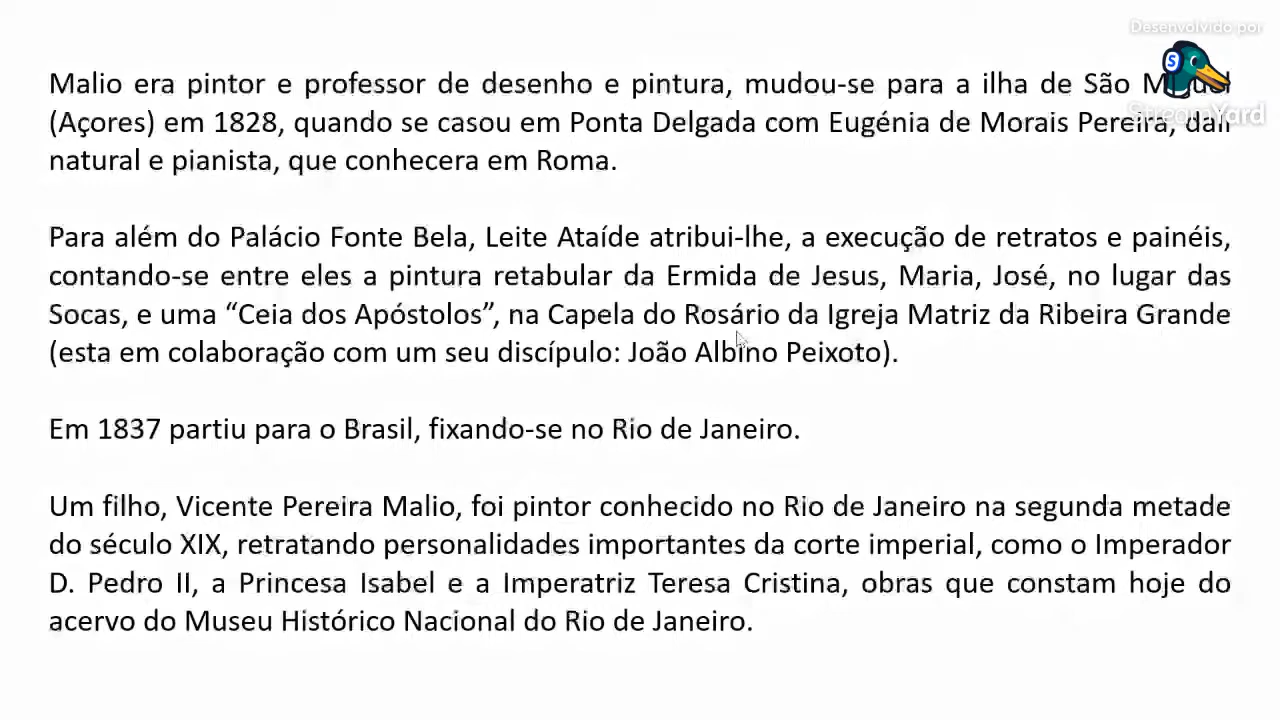 Desenvolvido por
Malio era pintor e professor de desenho e pintura, mudou-se para a ilha de São Miguel
StreamYard
(Açores) em 1828, quando se casou em Ponta Delgada com Eugénia de Morais Pereira, dali
natural e pianista, que conhecera em Roma.
Para além do Palácio Fonte Bela, Leite Ataíde atribui-lhe, a execução de retratos e painéis,
contando-se entre eles a pintura retabular da Ermida de Jesus, Maria, José, no lugar das
Socas, e uma “Ceia dos Apóstolos”, na Capela do Rosário da Igreja Matriz da Ribeira Grande
(esta em colaboração com um seu discípulo: João Albino Peixoto).
Em 1837 partiu para o Brasil, fixando-se no Rio de Janeiro.
Um filho, Vicente Pereira Malio, foi pintor conhecido no Rio de Janeiro na segunda metade
do século XIX, retratando personalidades importantes da corte imperial, como o Imperador
D. Pedro II, a Princesa Isabel e a Imperatriz Teresa Cristina, obras que constam hoje do
acervo do Museu Histórico Nacional do Rio de Janeiro.